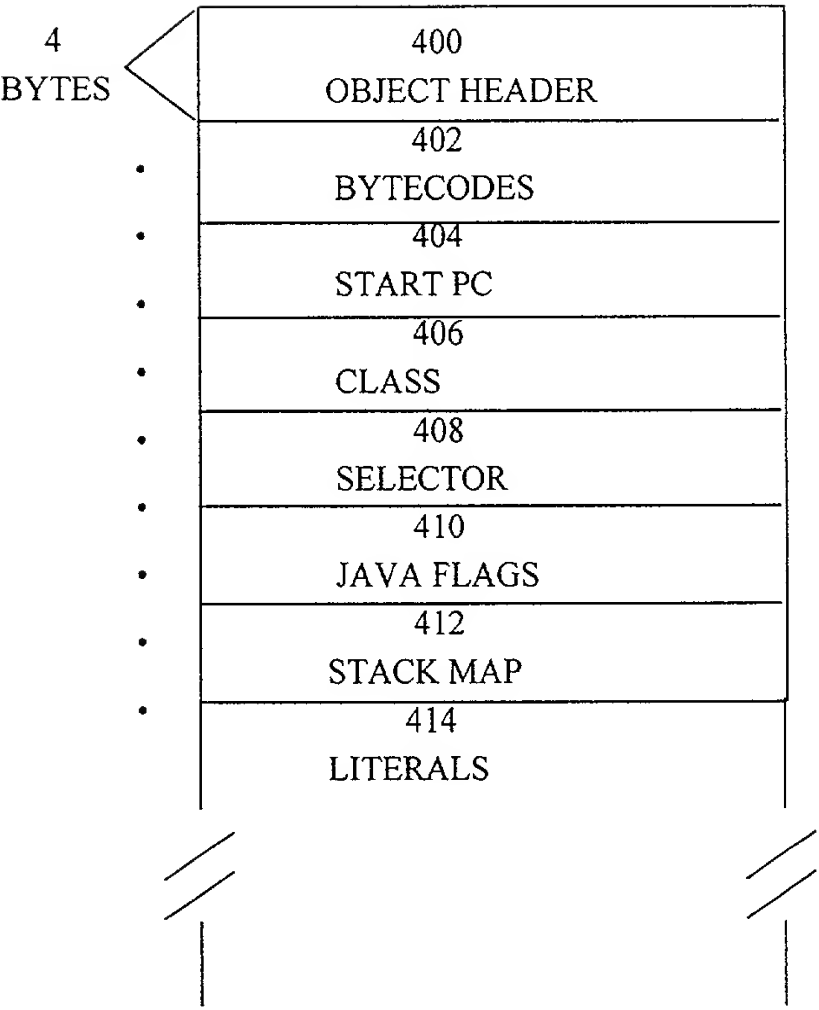 4
BYTES
400
OBJECT HEADER
402
BYTECODES
404
START PC
406
CLASS
408
SELECTOR
410
JAVA FLAGS
412
STACK MAP
414
LITERALS